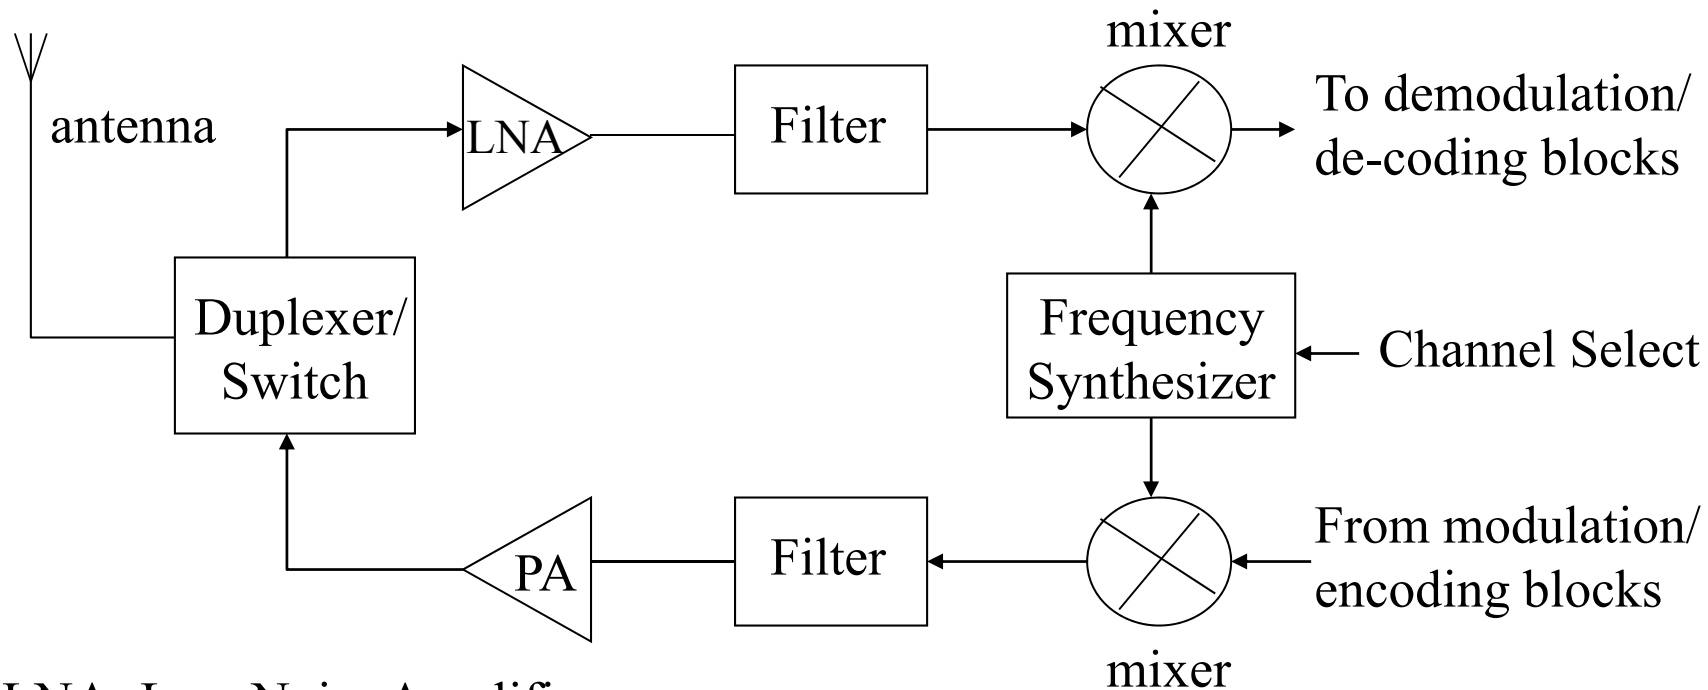 mixer
antenna
LNA
Filter
To demodulation/
de-coding blocks
Duplexer/
Switch
Frequency
Synthesizer
Channel Select
PA
Filter
From modulation/
encoding blocks
mixer